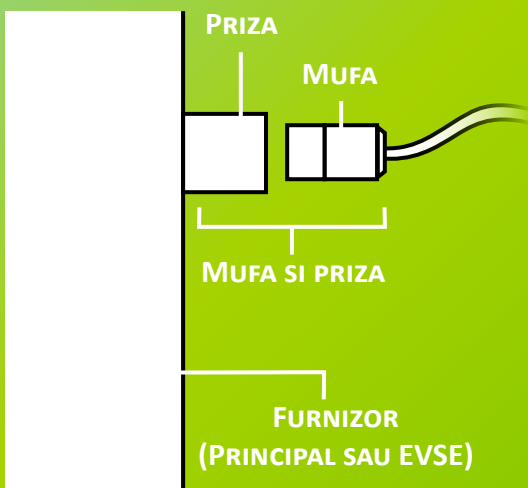 Priza
Mufa
Mufa si priza
Furnizor
(Principal sau EVSE)